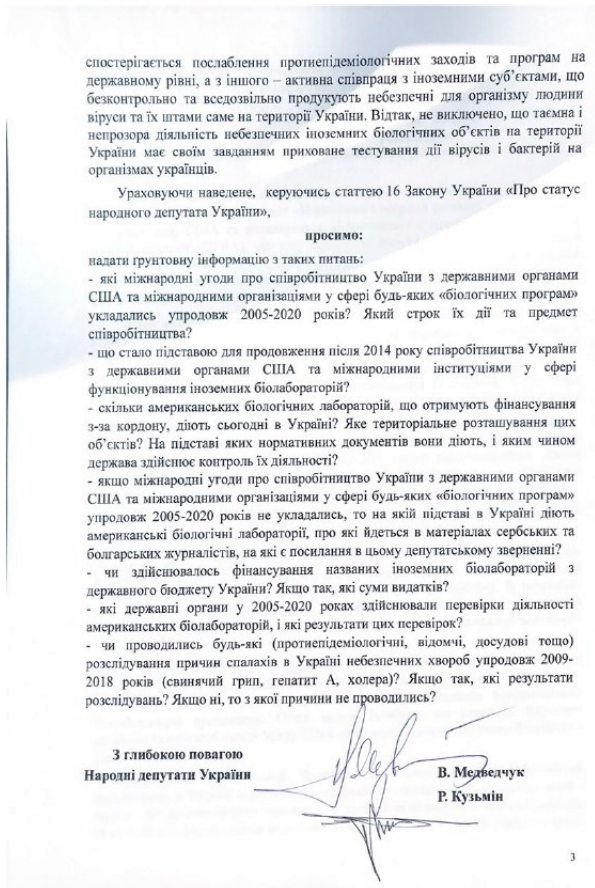 спостерігається послаблення протиепідеміологічних заходів та програм на
державному рівні, а з іншого – активна співпраця з іноземними суб’єктами, що
безконтрольно та вседозвільно продукують небезпечні для організму людини
віруси та їх штами саме на території України. Відтак, не виключено, що таємна і
непрозора діяльність небезпечних іноземних біологічних об’єктів на території
України має своїм завданням приховане тестування дії вірусів і бактерій на
організмах українців.
Ураховуючи наведене, керуючись статтею 16 Закону України «Про статус
народного депутата України»,
просимо:
надати ґрунтовну інформацію з таких питань:
- які міжнародні угоди про співробітництво України з державними органами
США та міжнародними організаціями у сфері будь-яких «біологічних програм»
укладались упродовж 2005-2020 років? Який строк їх дії та предмет
співробітництва?
- що стало підставою для продовження після 2014 року співробітництва України
з державними органами США та міжнародними інституціями у сфері
функціонування іноземних біолабораторій?
- скільки американських біологічних лабораторій, що отримують фінансування
з-за кордону, діють сьогодні в Україні? Яке територіальне розташування цих
об’єктів? На підставі яких нормативних документів вони діють, і яким чином
держава здійснює контроль їх діяльності?
- якщо міжнародні угоди про співробітництво України з державними органами
США та міжнародними організаціями у сфері будь-яких «біологічних програм»
упродовж 2005-2020 років не укладались, то на якій підставі в Україні діють
американські біологічні лабораторії, про які йдеться в матеріалах сербських та
болгарських журналістів, на які є посилання в цьому депутатському зверненні?
- чи здійснювалось фінансування названих іноземних біолабораторій з
державного бюджету України? Якщо так, які суми видатків?
- які державні органи у 2005-2020 роках здійснювали перевірки діяльності
американських біолабораторій, і які результати цих перевірок?
- чи проводились будь-які (протиепідеміологічні, відомчі, досудові тощо)
розслідування причин спалахів в Україні небезпечних хвороб упродовж 2009-
2018 років (свинячий грип, гепатит А, холера)? Якщо так, які результати
розслідувань? Якщо ні, то з якої причини не проводились?
З глибокою повагою
Народні депутати України
В. Медведчук
Р. Кузьмін
3